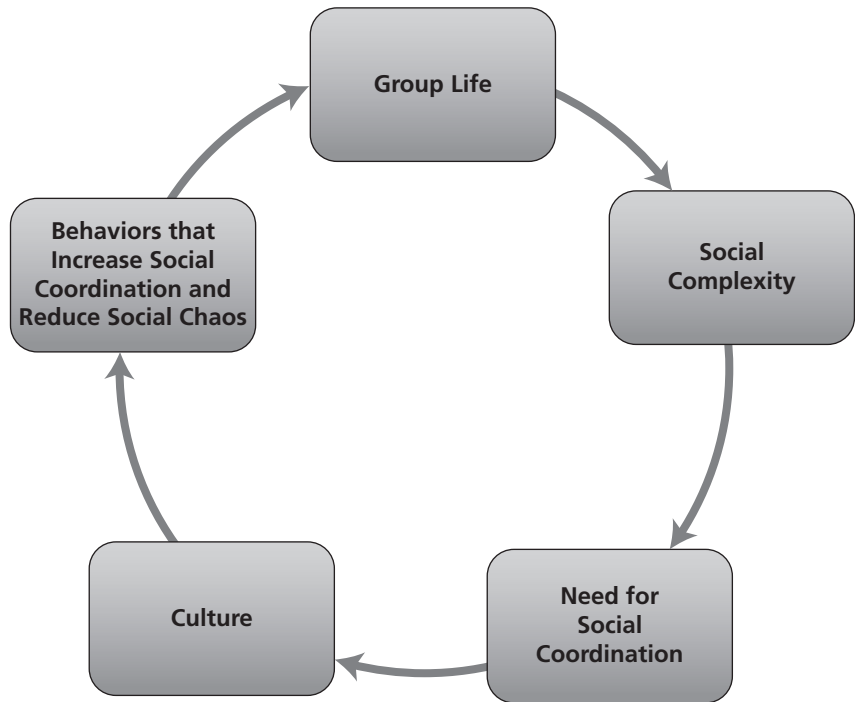 Group Life
Social
Complexity
Need for
Social
Coordination
Culture
Behaviors that
Increase Social
Coordination and
Reduce Social Chaos